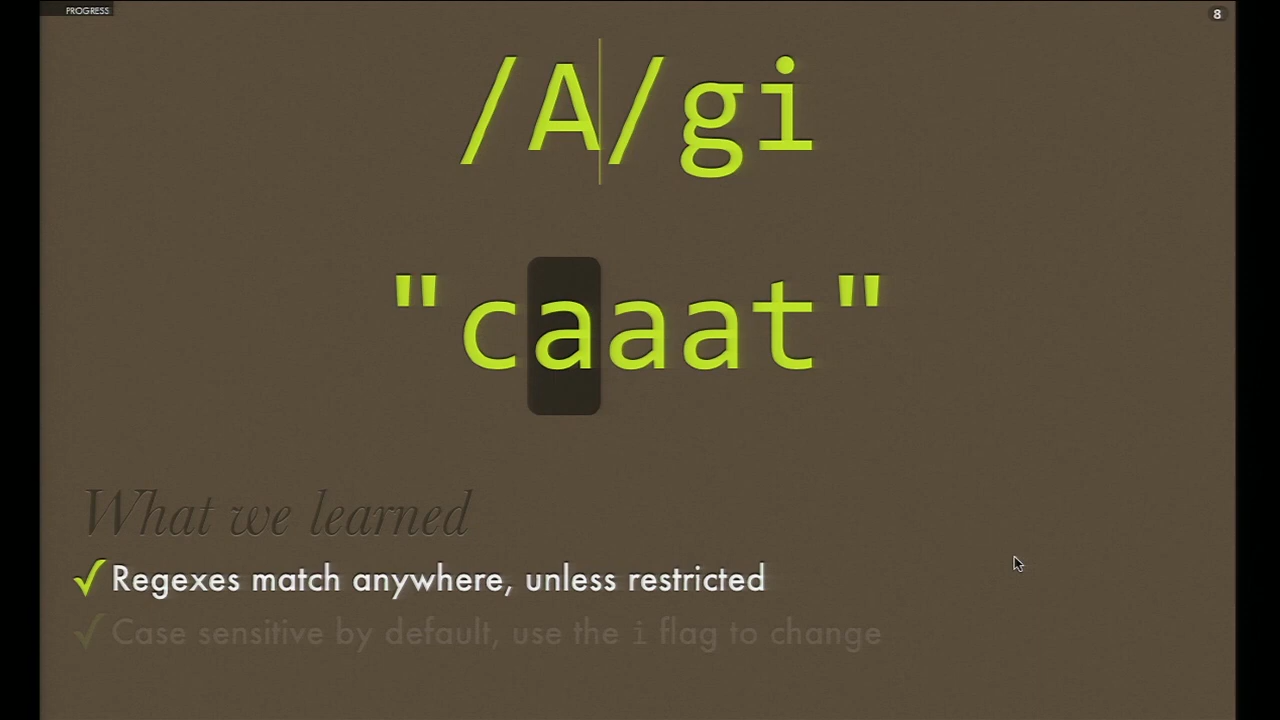 PROGRESS
8
/A/gi
"caaat"
What we learned
✓ Regexes match anywhere, unless restricted
✓ Case sensitive by default, use the i flag to change